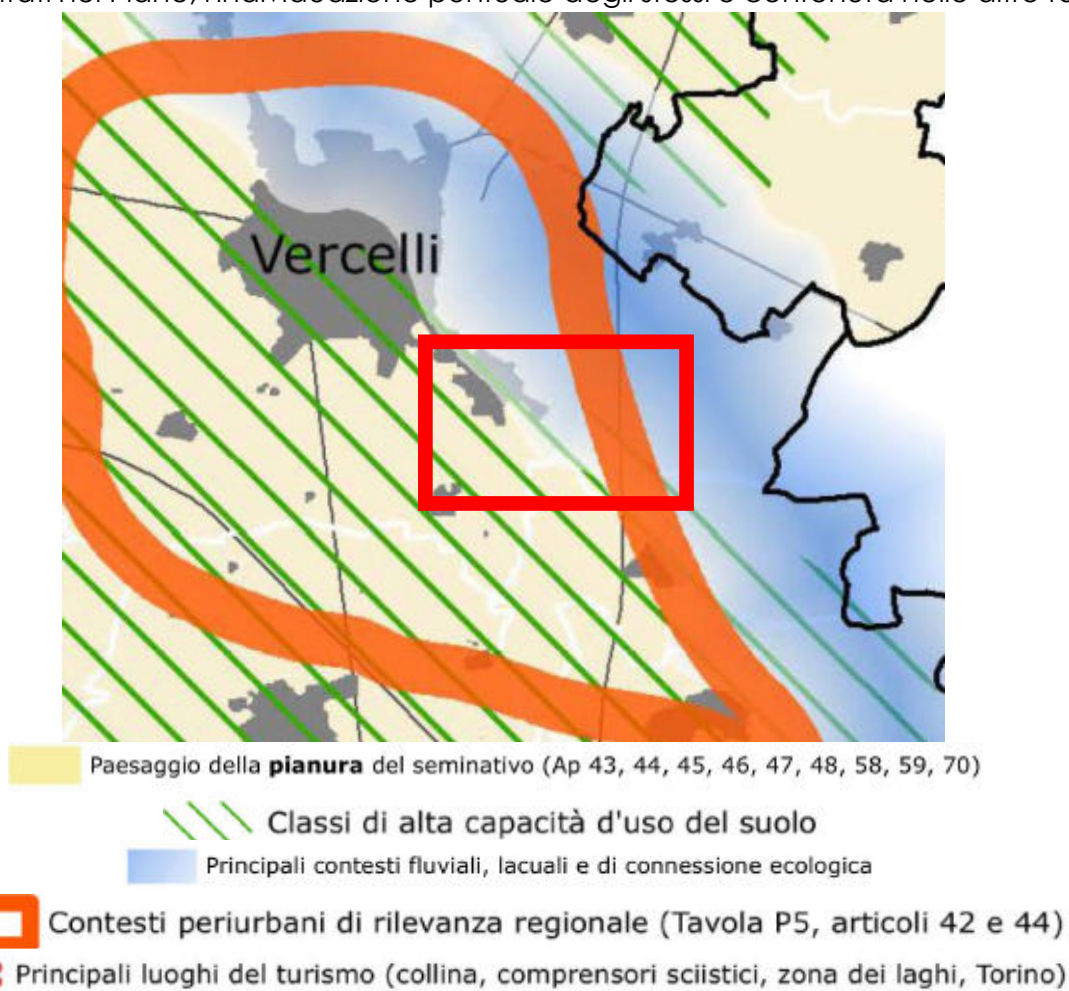 Vercelli
Paesaggio della pianura del seminativo (Ap 43, 44, 45, 46, 47, 48, 58, 59, 70)
Classi di alta capacità d'uso del suolo
Principali contesti fluviali, lacuali e di connessione ecologica
Contesti periurbani di rilevanza regionale (Tavola P5, articoli 42 e 44)
Principali luoghi del turismo (collina, comprensori sciistici, zona dei laghi, Torino)